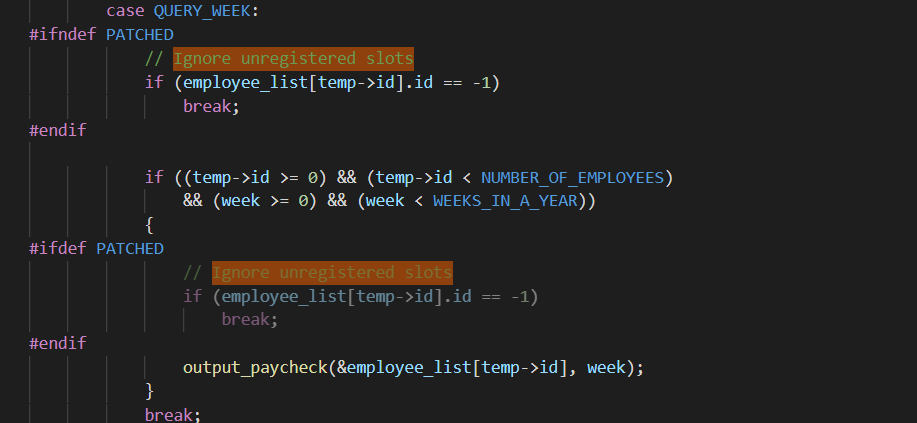 case QUERY_WEEK:
#ifndef PATCHED
// Ignore unregistered slots
if (employee_list[temp->id].id == -1)
break;
#endif
if ((temp->id >= 0) && (temp->id < NUMBER_OF_EMPLOYEES)
&& (week >= 0) && (week < WEEKS_IN_A_YEAR))
{
#ifdef PATCHED
// Ignore unregistered slots
if (employee_list[temp->id].id == -1)
break;
#endif
output_paycheck(&employee_list[temp->id], week);
}
break;